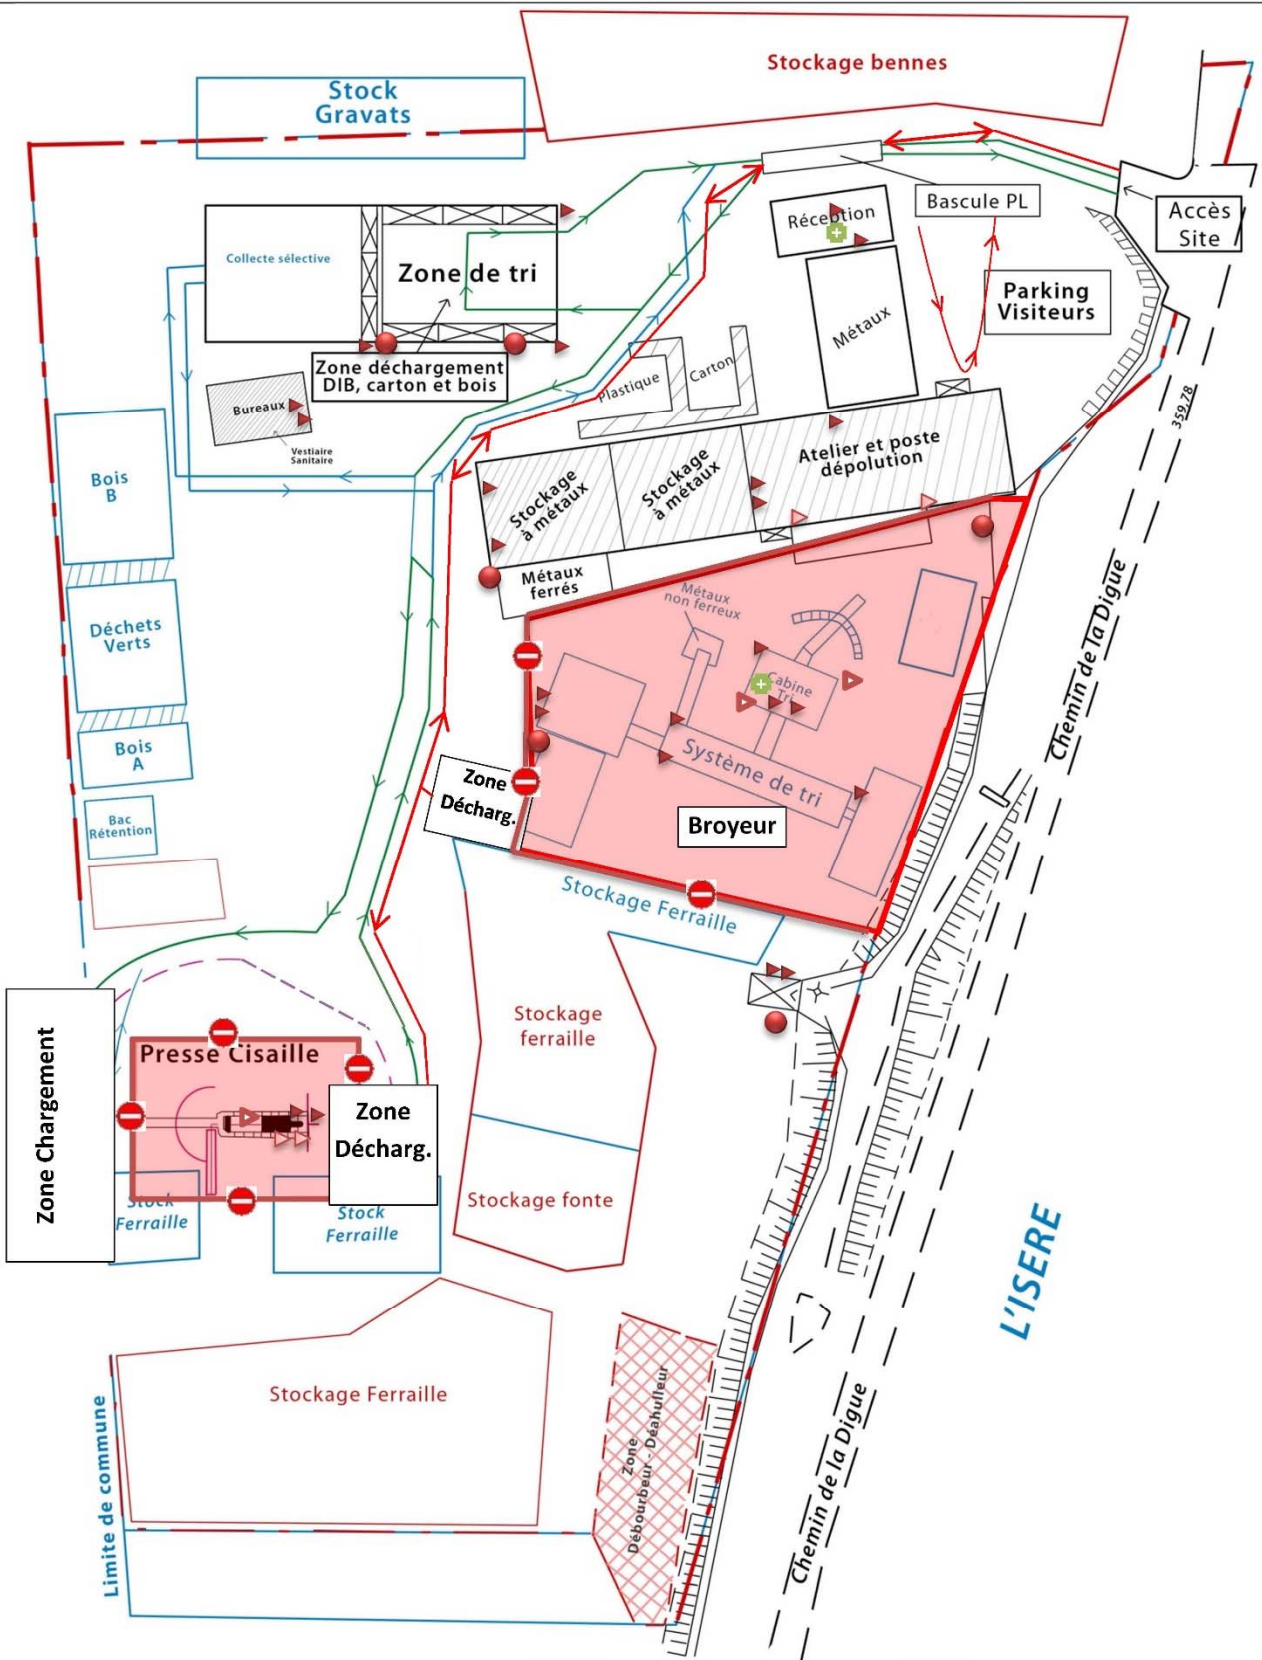 Stockage bennes
Stock
Gravats
Bascule PL
Accès
Site
Réception
Collecte sélective
Zone de tri
Parking
Visiteurs
Métaux
Zone déchargement
DIB, carton et bois
Plastique
Carton
Bureaux
Vestiaire
Sanitaire
359.78
Atelier et poste
dépolution
Stockage
à métaux
Stockage
à métaux
Bois
B
Métaux
ferrés
Métaux
non ferreux
Déchets
Verts
Cabine
Tri
Chemin de la Digue
Bois
A
Zone
Décharg.
Système de tri
Bac
Rétention
Broyeur
Stockage Ferraille
Stockage
ferraille
Presse Cisaille
Zone Chargement
Zone
Décharg.
Stock
Ferraille
Stock
Ferraille
Stockage fonte
L'ISERE
Stockage Ferraille
Zone
Débourbeur - Déahulleur
Limite de commune
Chemin de la Digue